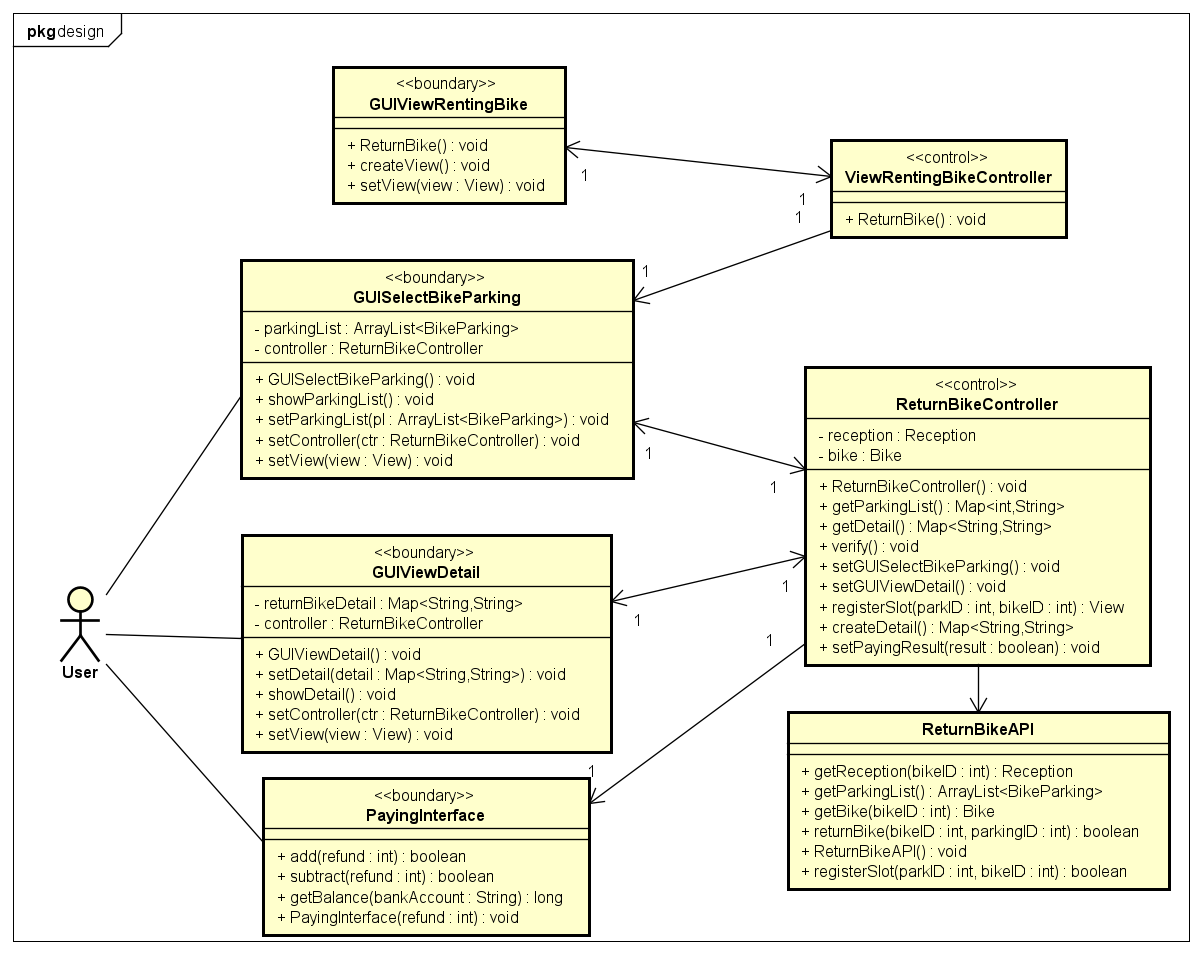 pkg design
<<boundary>>
GUIViewRentingBike
+ ReturnBike() : void
+ createView() : void
+ setView(view : View) : void
1
<<control>>
ViewRentingBikeController
+ ReturnBike() : void
1
1
1
<<boundary>>
GUISelectBikeParking
- parkingList : ArrayList<BikeParking>
- controller : ReturnBikeController
+ GUISelectBikeParking() : void
+ showParkingList() : void
+ setParkingList(pl : ArrayList<BikeParking>) : void
+ setController(ctr : ReturnBikeController) : void
+ setView(view : View) : void
1
1
<<control>>
ReturnBikeController
- reception : Reception
- bike : Bike
+ ReturnBikeController() : void
+ getParkingList() : Map<int,String>
+ getDetail() : Map<String,String>
+ verify() : void
+ setGUISelectBikeParking() : void
+ setGUIViewDetail() : void
+ registerSlot(parkID : int, bikeID : int) : View
+ createDetail() : Map<String,String>
+ setPayingResult(result : boolean) : void
<<boundary>>
GUIViewDetail
- returnBikeDetail : Map<String,String>
- controller : ReturnBikeController
+ GUIViewDetail() : void
+ setDetail(detail : Map<String,String>) : void
+ showDetail() : void
+ setController(ctr : ReturnBikeController) : void
+ setView(view : View) : void
1
1
1
1
User
<<boundary>>
PayingInterface
+ add(refund : int) : boolean
+ subtract(refund : int) : boolean
+ getBalance(bankAccount : String) : long
+ PayingInterface(refund : int) : void
ReturnBikeAPI
+ getReception(bikeID : int) : Reception
+ getParkingList() : ArrayList<BikeParking>
+ getBike(bikeID : int) : Bike
+ returnBike(bikeID : int, parkingID : int) : boolean
+ ReturnBikeAPI() : void
+ registerSlot(parkID : int, bikeID : int) : boolean